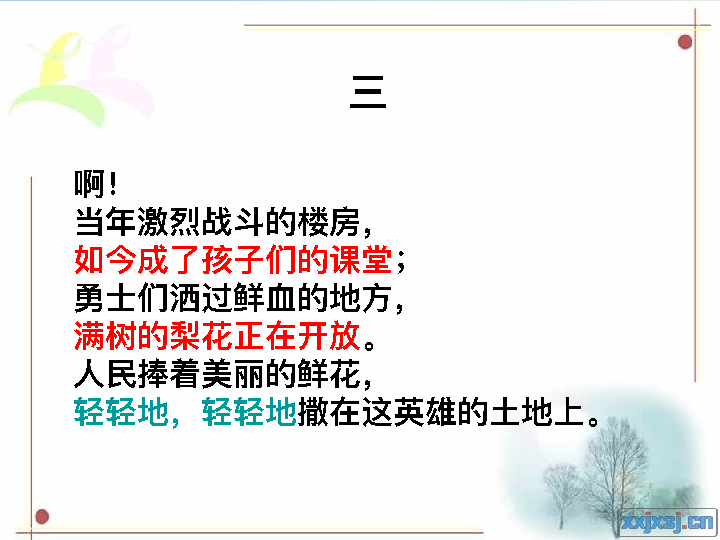 三
啊！
当年激烈战斗的楼房，
如今成了孩子们的课堂；
勇士们洒过鲜血的地方，
满树的梨花正在开放。
人民捧着美丽的鲜花，
轻轻地，轻轻地撒在这英雄的土地上。
xxjxsj.cn